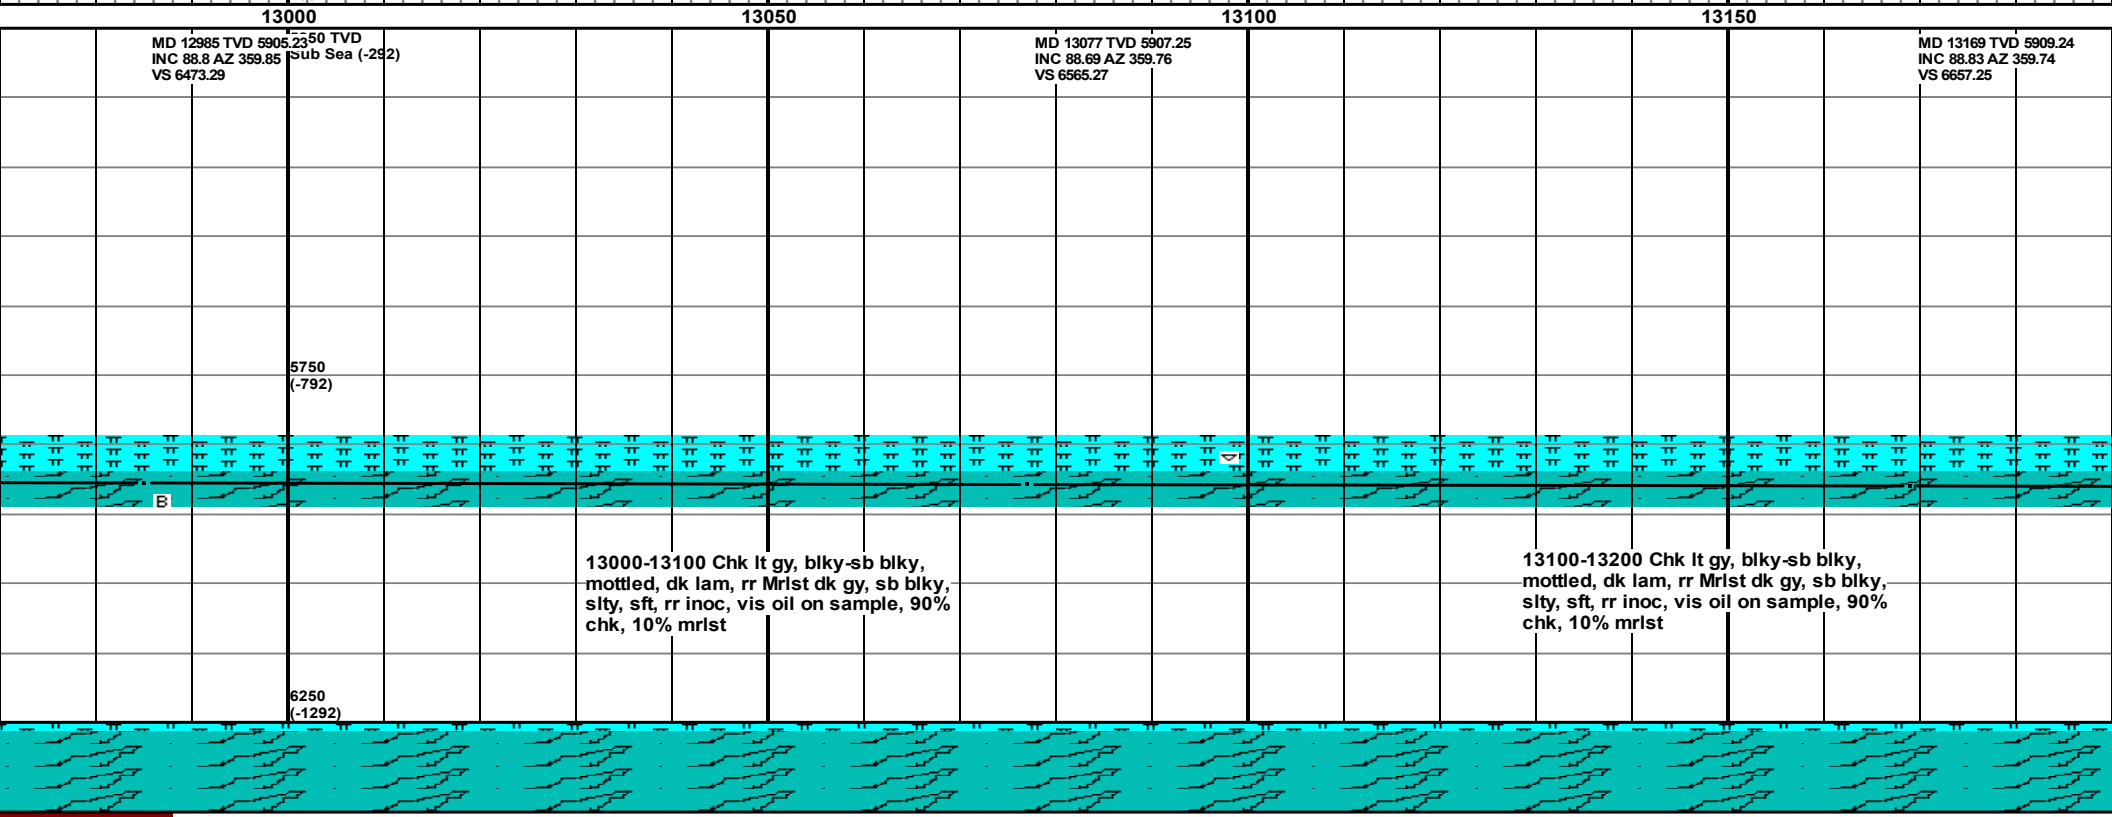 13000 13050 13100 13150
MD 12985 TVD 5905.23
INC 88.8 AZ 359.85
VS 6473.29
50 TVD
Sub Sea (-292)
MD 13077 TVD 5907.25
INC 88.69 AZ 359.76
VS 6565.27
MD 13169 TVD 5909.24
INC 88.83 AZ 359.74
VS 6657.25
5750
(-792)
B
13000-13100 Chk lt gy, blky-sb blky,
mottled, dk lam, rr Mrlst dk gy, sb blky,
slty, sft, rr inoc, vis oil on sample, 90%
chk, 10% mrlst
13100-13200 Chk lt gy, blky-sb blky,
mottled, dk lam, rr Mrlst dk gy, sb blky,
slty, sft, rr inoc, vis oil on sample, 90%
chk, 10% mrlst
6250
(-1292)